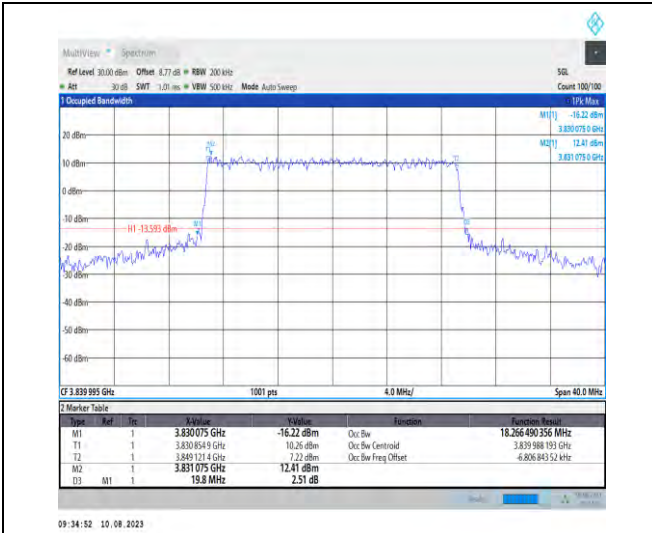 MultiView Spectrum
Ref Level 30.00 dBm Offset 8.77 dB RBW 200 kHz SGL
Att 30 dB SWT 1.01 ms VBW 500 kHz Mode Auto Sweep Count 100/100
1 Occupied Bandwidth 1Pk Max
M1[1] -16.22 dBm
3.830 075 0 GHz
M2[1] 12.41 dBm
3.831 075 0 GHz
20 dBm
10 dBm
0 dBm
-10 dBm
H1 -13.593 dBm
-20 dBm
-30 dBm
-40 dBm
-50 dBm
-60 dBm
CF 3.839 995 GHz 1001 pts 4.0 MHz/ Span 40.0 MHz
2 Marker Table
Type Ref Trc X-Value Y-Value Function Function Result
M1 1 3.830 075 GHz -16.22 dBm Occ Bw 18.266 490 356 MHz
T1 1 3.830 854 9 GHz 10.26 dBm Occ Bw Centroid 3.839 988 193 GHz
T2 1 3.849 121 4 GHz 7.22 dBm Occ Bw Freq Offset -6.806 843 52 kHz
M2 1 3.831 075 GHz 12.41 dBm
D3 M1 1 19.8 MHz 2.51 dB
09:34:52 10.08.2023